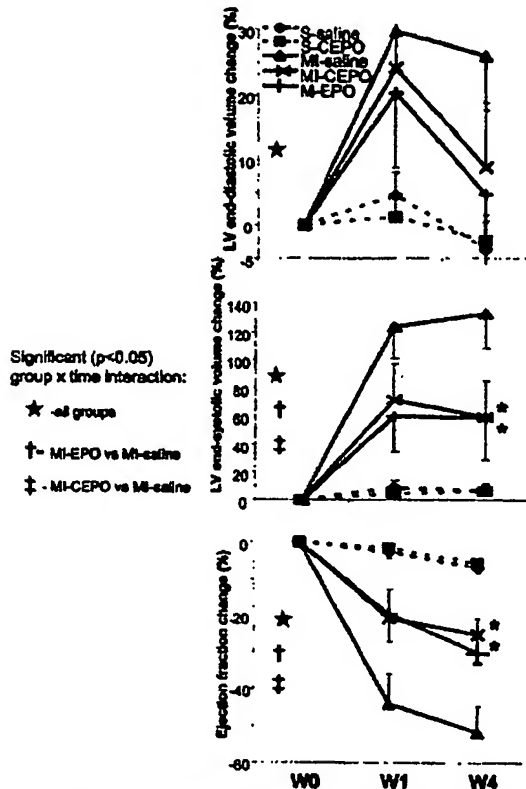 S-saline
S-CEPO
MI-saline
MI-CEPO
M-EPO
LV end-diastolic volume change (%)
30
20
10
0
-5
LV end-systolic volume change (%)
140
120
100
80
60
40
20
0
Significant (p<0.05)
group x time interaction:
★ -all groups
†- MI-EPO vs MI-saline
‡ - MI-CEPO vs MI-saline
*
*
Ejection fraction change (%)
0
-20
-40
-60
*
*
W0 W1 W4